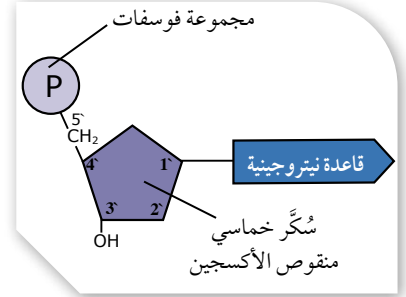 مجموعة فوسفات
P
5`
CH2
4`
1`
قاعدة نيتروجينية
3`
2`
OH
سُكَّر خماسي
منقوص الأكسجين